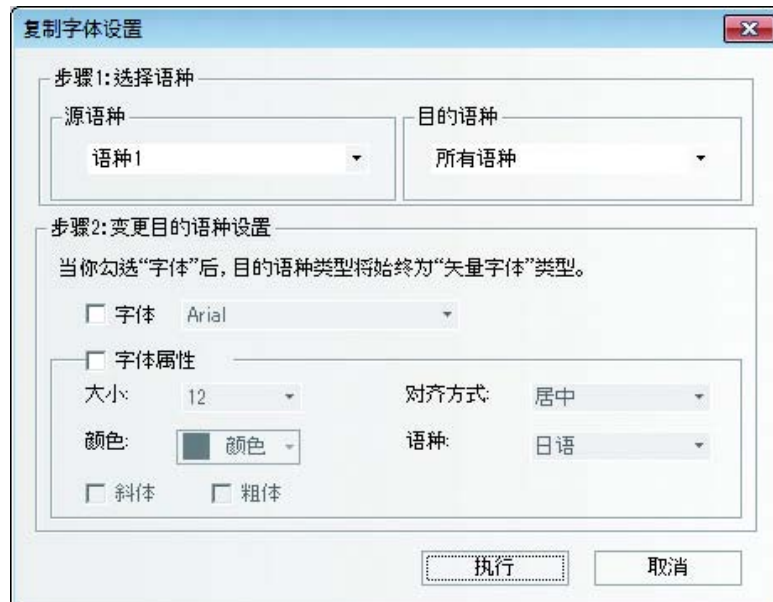 复制字体设置
步骤1:选择语种
源语种
目的语种
语种1
所有语种
步骤2:变更目的语种设置
当你勾选“字体”后,目的语种类型将始终为“矢量字体”类型。
字体 Arial
字体属性
大小: 12 对齐方式: 居中
颜色: 颜色 语种: 日语
斜体 粗体
执行 取消